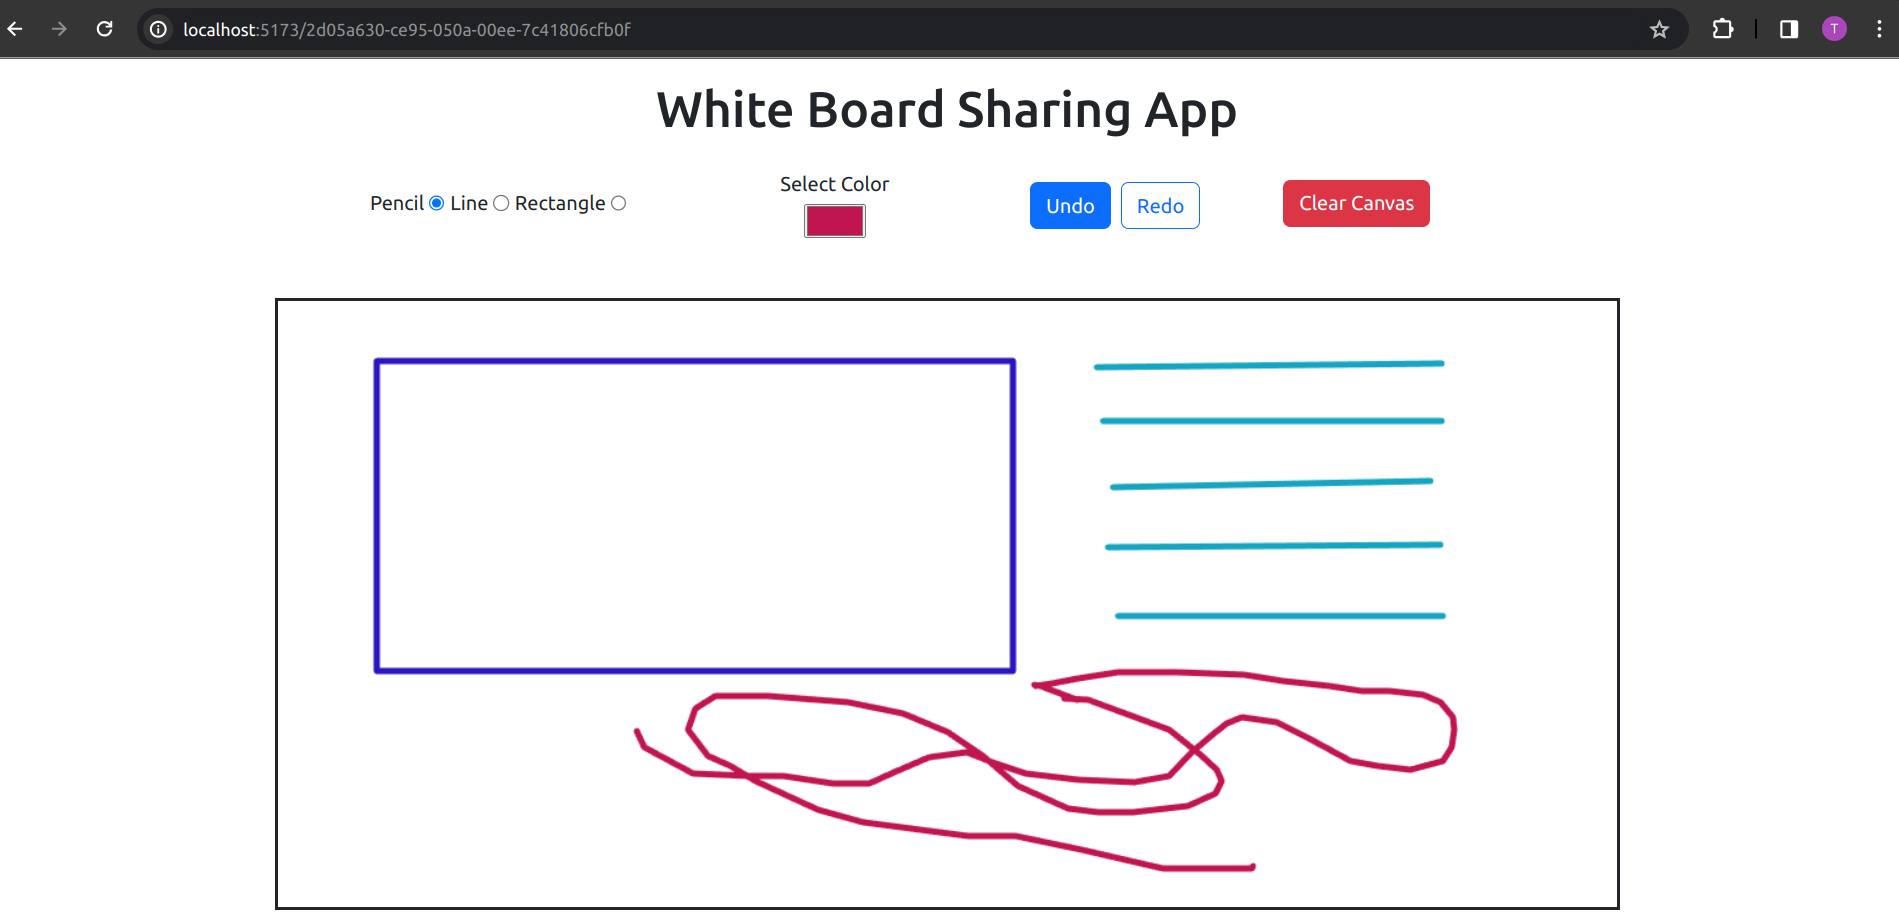 localhost:5173/2d05a630-ce95-050a-00ee-7c41806cfb0f
T
White Board Sharing App
Pencil Line Rectangle
Select Color
Undo Redo
Clear Canvas